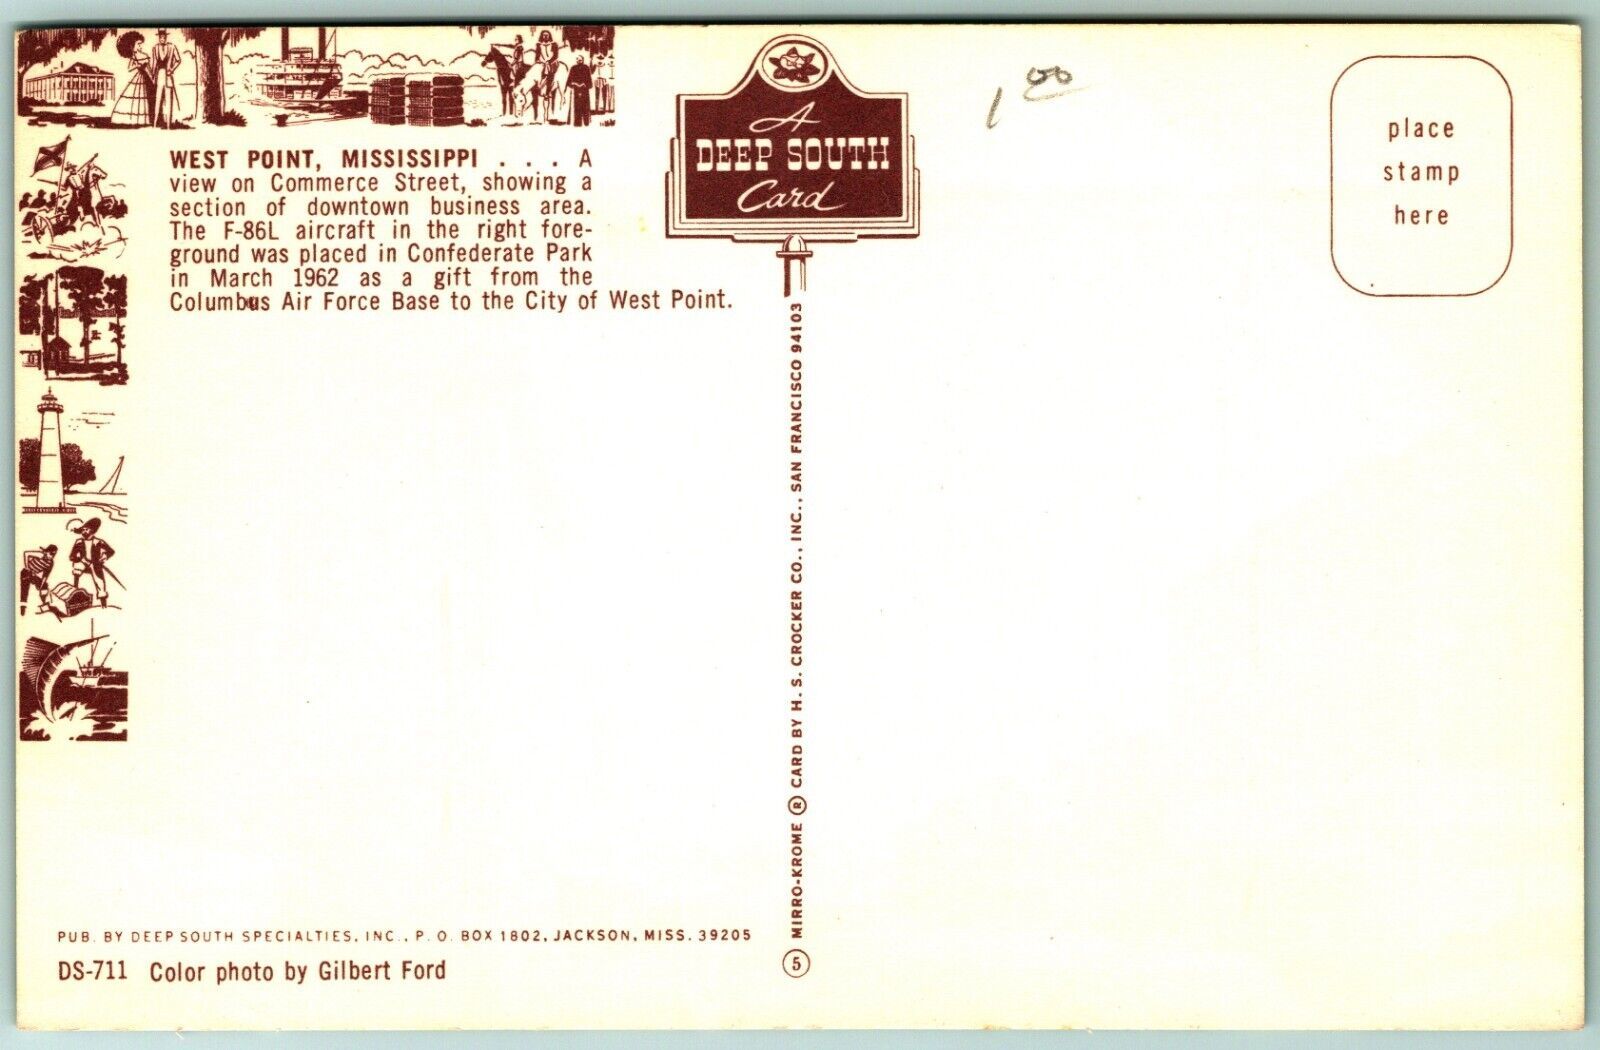 WEST POINT, MISSISSIPPI . . . A
view on Commerce Street, showing a
section of downtown business area.
The F-86L aircraft in the right fore-
ground was placed in Confederate Park
in March 1962 as a gift from the
Columbus Air Force Base to the City of West Point.
A
DEEP SOUTH
Card
1 00
place
stamp
here
MIRRO-KROME ® CARD BY H. S. CROCKER CO., INC., SAN FRANCISCO 94103
PUB. BY DEEP SOUTH SPECIALTIES, INC., P. O. BOX 1802, JACKSON, MISS. 39205
DS-711 Color photo by Gilbert Ford
5